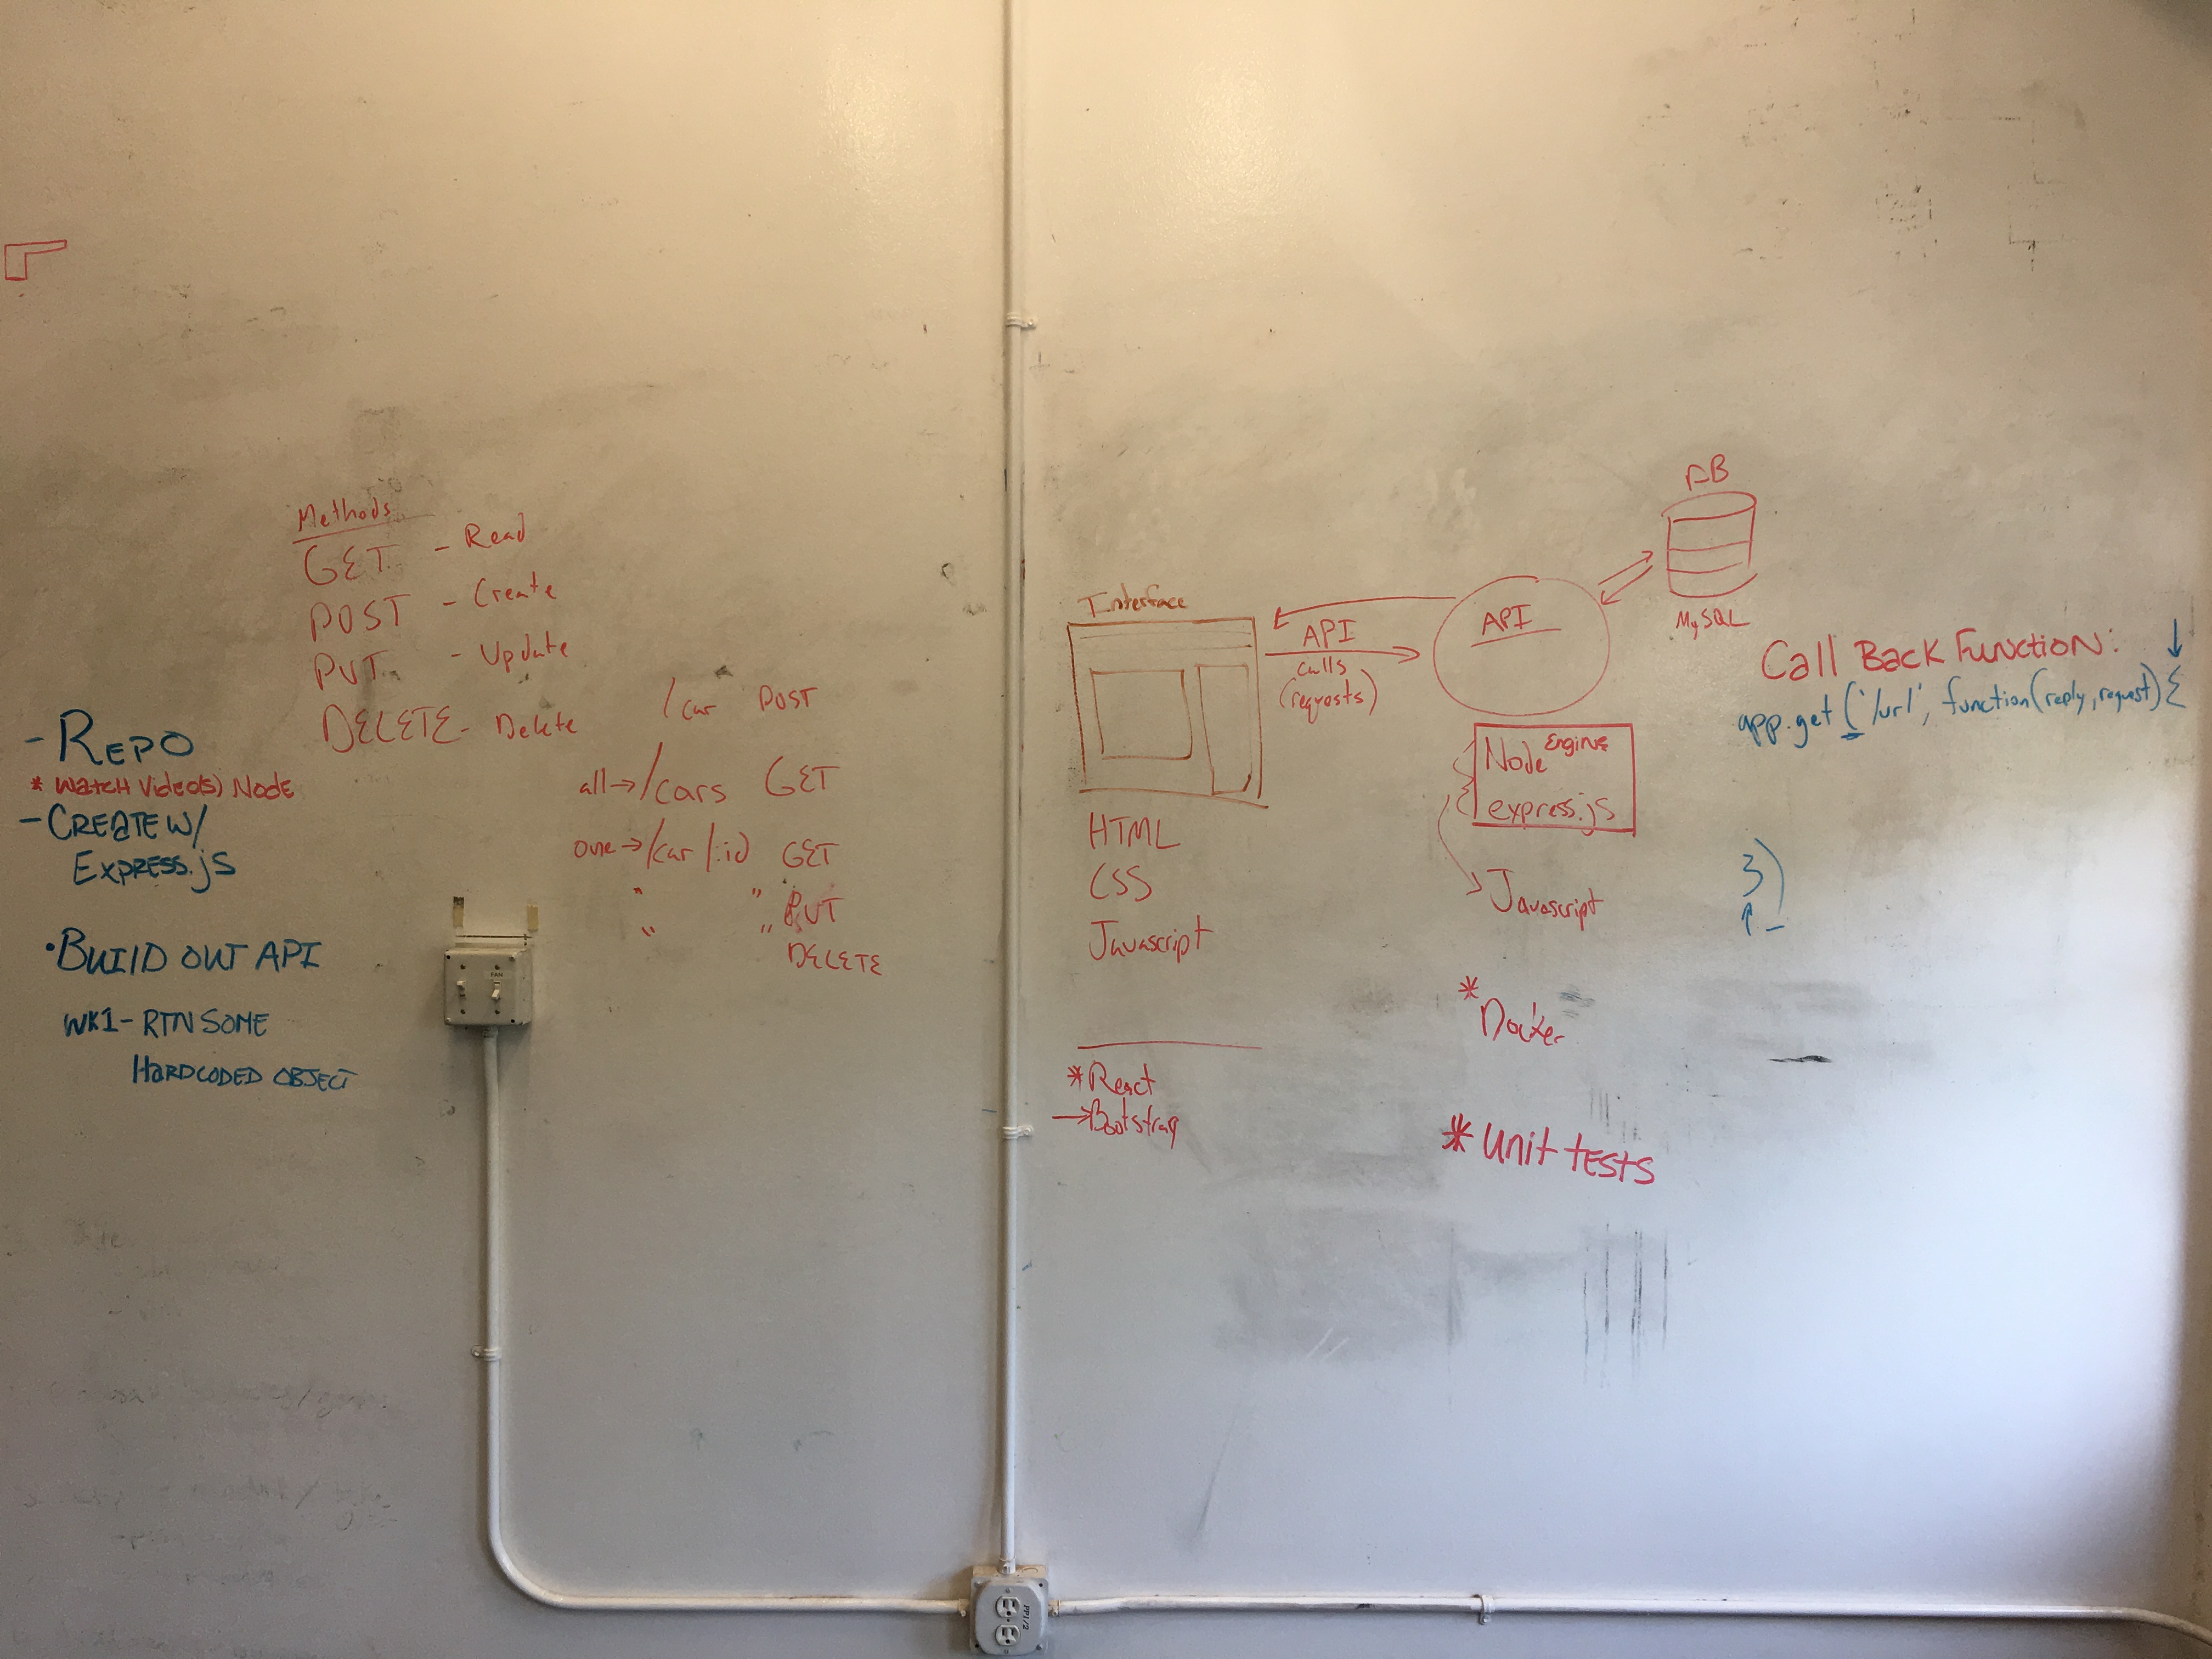 Methods
GET - Read
POST - Create
PUT - Update
DELETE - Delete
- REPO
* WATCH VIDEO(S) NODE
- CREATE W/
EXPRESS.js
• BUILD OUT API
WK1 - RTN SOME
HARDCODED OBJECT
/car POST
all → /cars GET
one → /car/:id GET
" " PUT
" " DELETE
FAN
Interface
API
calls
(requests)
API
DB
MySQL
HTML
CSS
Javascript
* React
→ Bootstrap
Node Engine
express.js
Javascript
* Docker
* Unit tests
Call Back Function:
app.get('/url', function(reply, request) {
})
PP1/2